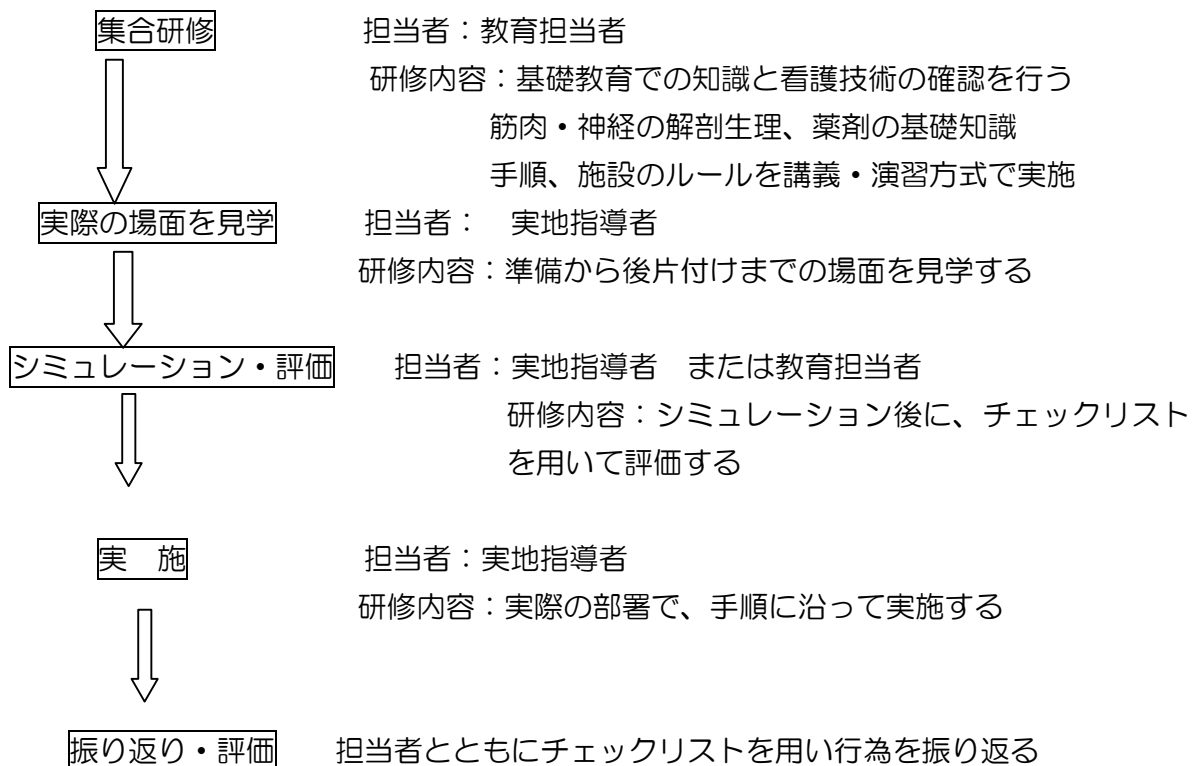 集合研修 担当者：教育担当者
研修内容：基礎教育での知識と看護技術の確認を行う
筋肉・神経の解剖生理、薬剤の基礎知識
手順、施設のルールを講義・演習方式で実施
実際の場面を見学 担当者： 実地指導者
研修内容：準備から後片付けまでの場面を見学する
シミュレーション・評価 担当者：実地指導者 または教育担当者
研修内容：シミュレーション後に、チェックリスト
を用いて評価する
実 施 担当者：実地指導者
研修内容：実際の部署で、手順に沿って実施する
振り返り・評価 担当者とともにチェックリストを用い行為を振り返る